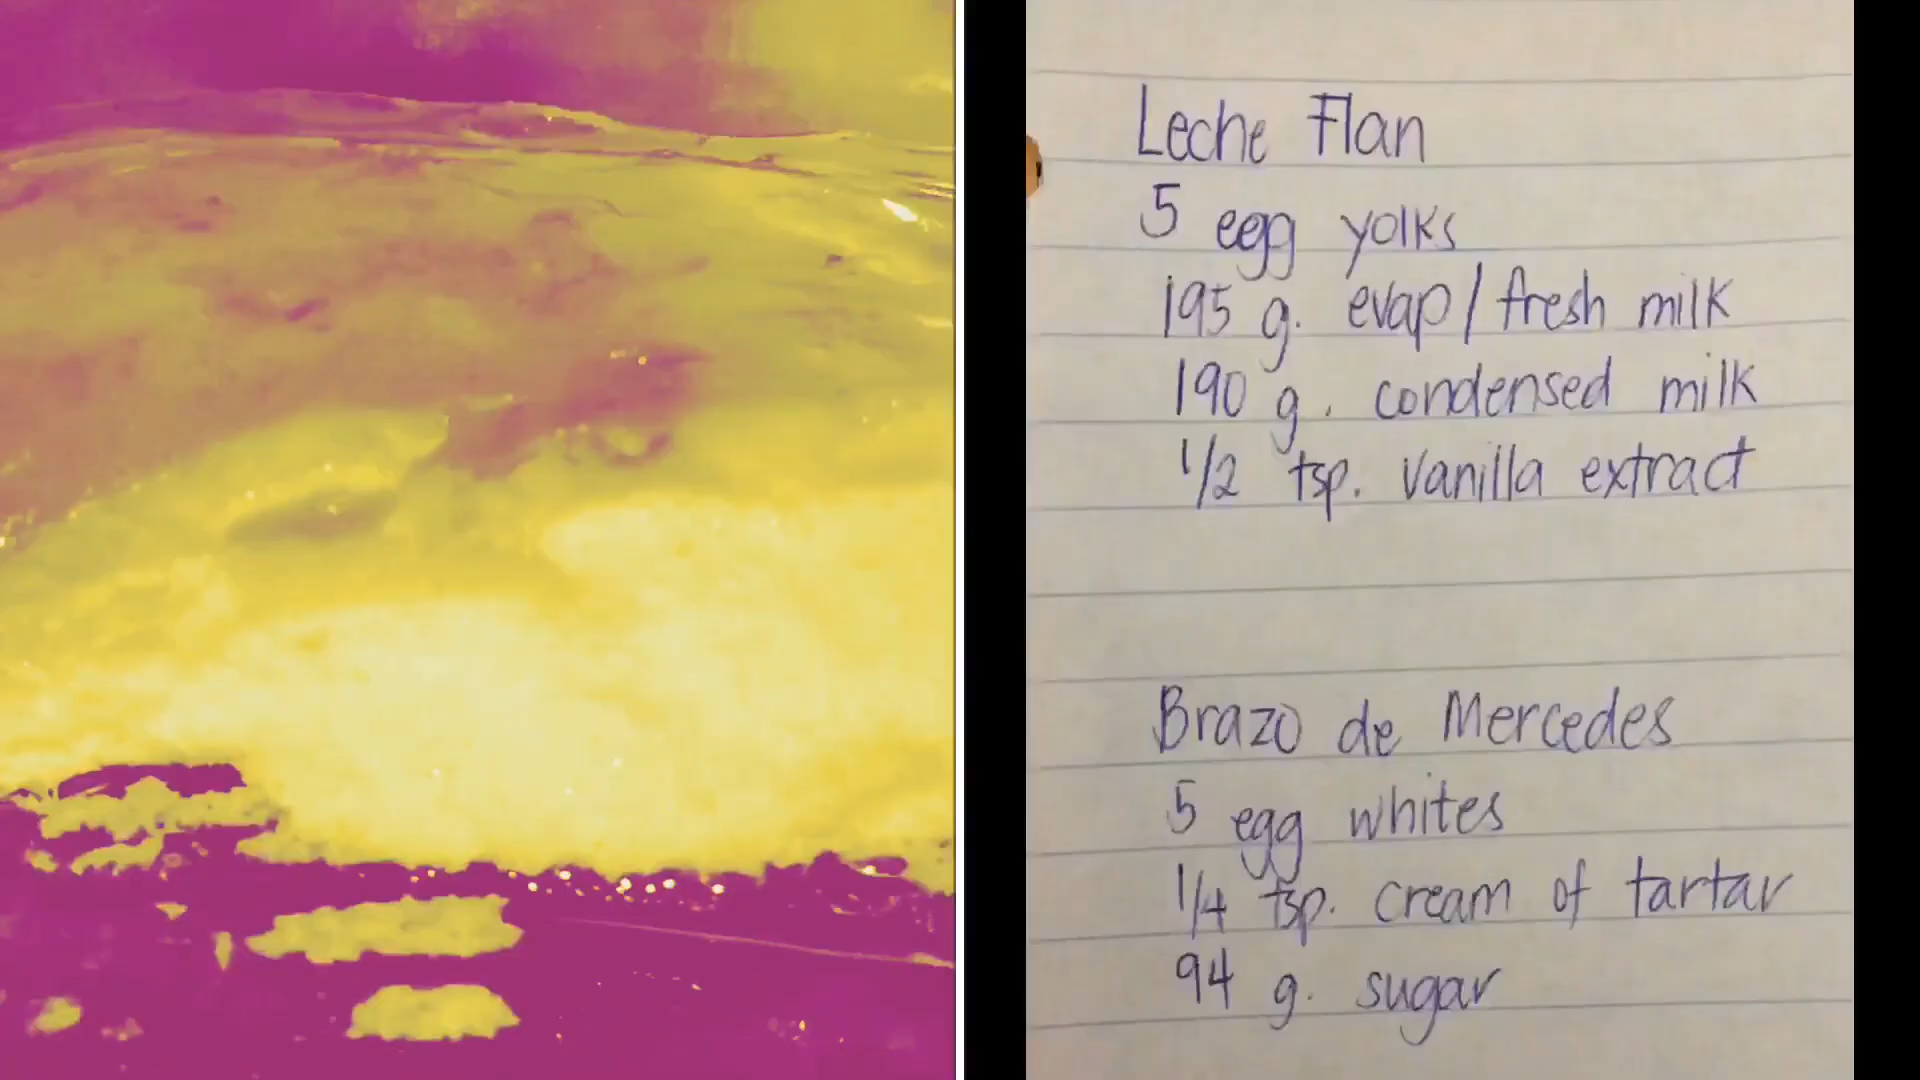 Leche Flan
5 egg yolks
195 g. evap/fresh milk
190 g. condensed milk
1/2 tsp. vanilla extract
Brazo de Mercedes
5 egg whites
1/4 tsp. cream of tartar
94 g. sugar